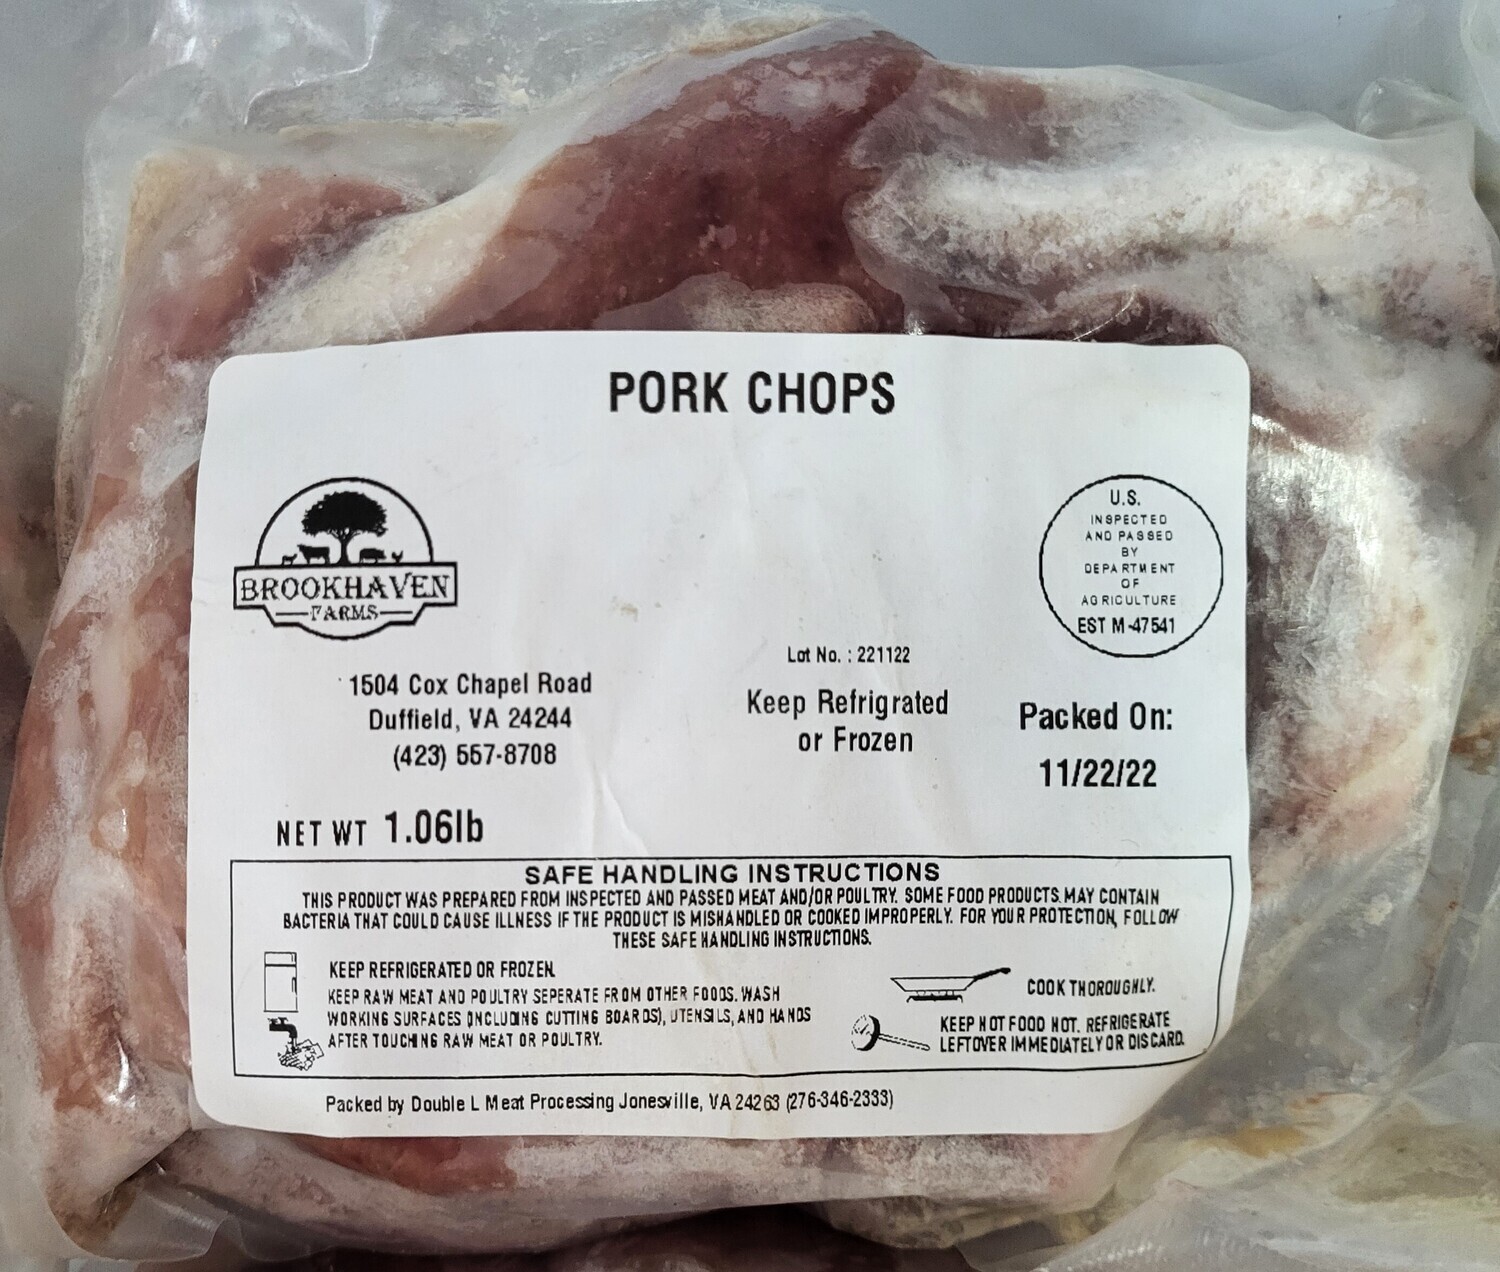 PORK CHOPS
BROOKHAVEN
FARMS
U.S.
INSPECTED
AND PASSED
BY
DEPARTMENT
OF
AGRICULTURE
EST M-47541
1504 Cox Chapel Road
Duffield, VA 24244
(423) 557-8708
Lot No. : 221122
Keep Refrigrated
or Frozen
Packed On:
11/22/22
NET WT 1.06lb
SAFE HANDLING INSTRUCTIONS
THIS PRODUCT WAS PREPARED FROM INSPECTED AND PASSED MEAT AND/OR POULTRY. SOME FOOD PRODUCTS MAY CONTAIN
BACTERIA THAT COULD CAUSE ILLNESS IF THE PRODUCT IS MISHANDLED OR COOKED IMPROPERLY. FOR YOUR PROTECTION, FOLLOW
THESE SAFE HANDLING INSTRUCTIONS.
KEEP REFRIGERATED OR FROZEN.
KEEP RAW MEAT AND POULTRY SEPERATE FROM OTHER FOODS. WASH
WORKING SURFACES (INCLUDING CUTTING BOARDS), UTENSILS, AND HANDS
AFTER TOUCHING RAW MEAT OR POULTRY.
COOK THOROUGHLY.
KEEP HOT FOOD HOT. REFRIGERATE
LEFTOVER IMMEDIATELY OR DISCARD.
Packed by Double L Meat Processing Jonesville, VA 24263 (276-346-2333)